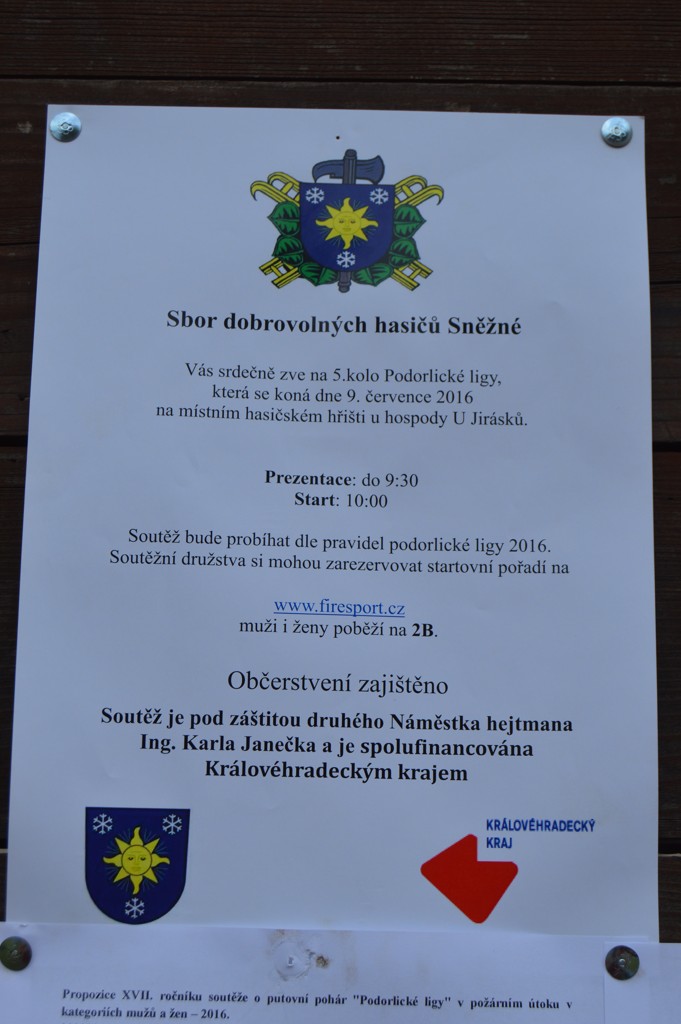 Sbor dobrovolných hasičů Sněžné
Vás srdečně zve na 5.kolo Podorlické ligy,
která se koná dne 9. července 2016
na místním hasičském hřišti u hospody U Jirásků.
Prezentace: do 9:30
Start: 10:00
Soutěž bude probíhat dle pravidel podorlické ligy 2016.
Soutěžní družstva si mohou zarezervovat startovní pořadí na
www.firesport.cz
muži i ženy poběží na 2B.
Občerstvení zajištěno
Soutěž je pod záštitou druhého Náměstka hejtmana
Ing. Karla Janečka a je spolufinancována
Královéhradeckým krajem
KRÁLOVÉHRADECKÝ
KRAJ
Propozice XVII. ročníku soutěže o putovní pohár "Podorlické ligy" v požárním útoku v
kategoriích mužů a žen – 2016.